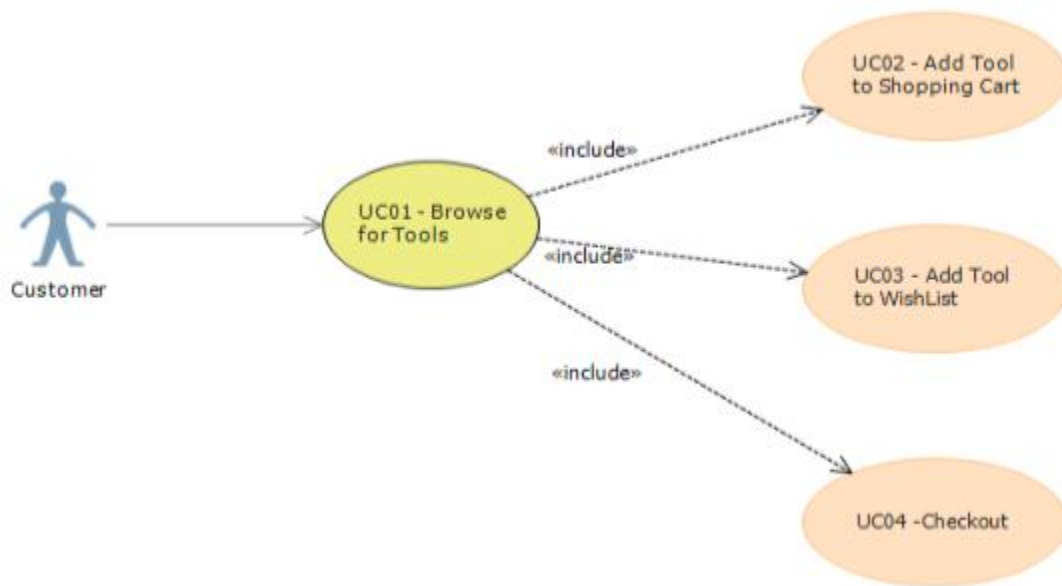 UC02 - Add Tool
to Shopping Cart
«include»
UC01 - Browse
for Tools
«include»
UC03 - Add Tool
to WishList
Customer
«include»
UC04 -Checkout